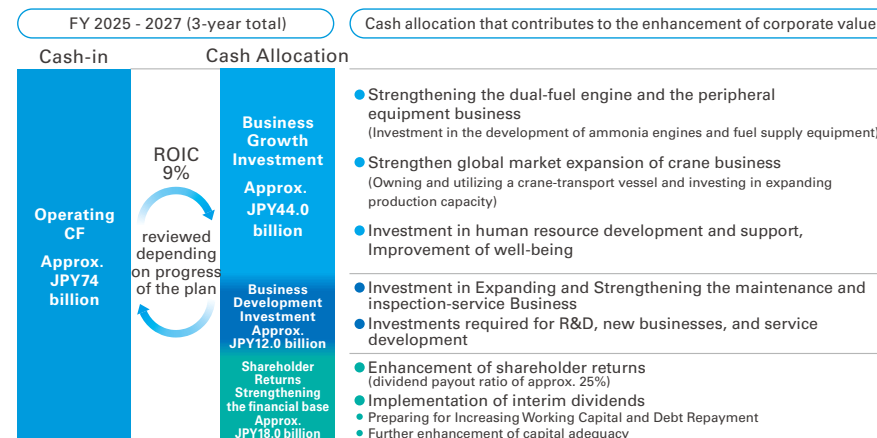 FY 2025 - 2027 (3-year total)
Cash allocation that contributes to the enhancement of corporate value
Cash-in
Cash Allocation
Operating
CF
Approx.
JPY74
billion
ROIC
9%
reviewed
depending
on progress
of the plan
Business
Growth
Investment
Approx.
JPY44.0
billion
Business
Development
Investment
Approx.
JPY12.0 billion
Shareholder
Returns
Strengthening
the financial base
Approx.
JPY18.0 billion
● Strengthening the dual-fuel engine and the peripheral
equipment business
(Investment in the development of ammonia engines and fuel supply equipment)
● Strengthen global market expansion of crane business
(Owning and utilizing a crane-transport vessel and investing in expanding
production capacity)
● Investment in human resource development and support,
Improvement of well-being
● Investment in Expanding and Strengthening the maintenance and
inspection-service Business
● Investments required for R&D, new businesses, and service
development
● Enhancement of shareholder returns
(dividend payout ratio of approx. 25%)
● Implementation of interim dividends
● Preparing for Increasing Working Capital and Debt Repayment
● Further enhancement of capital adequacy